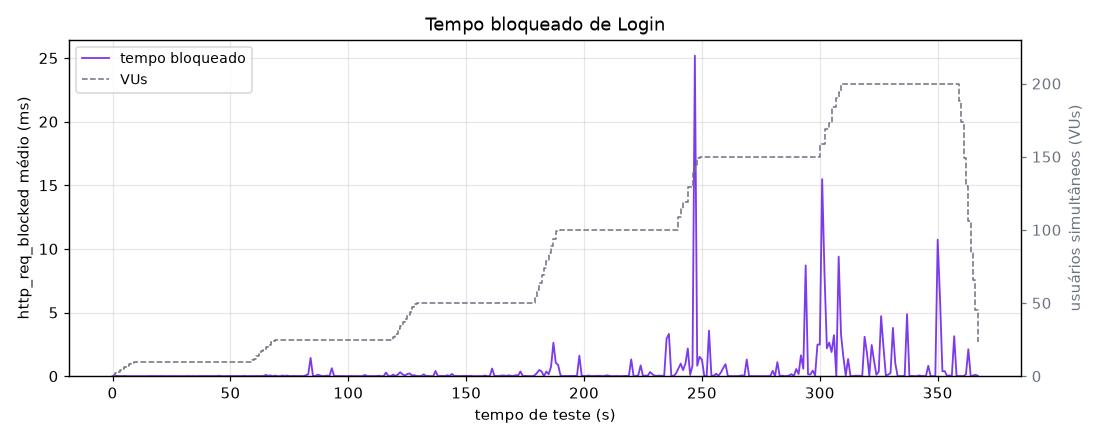 Tempo bloqueado de Login
tempo bloqueado
VUs
http_req_blocked médio (ms)
25
20
15
10
5
0
usuários simultâneos (VUs)
200
150
100
50
0
0 50 100 150 200 250 300 350
tempo de teste (s)